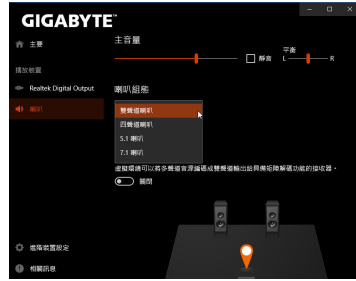 GIGABYTE™
主要
主音量
靜音
平衡
L
R
播放裝置
Realtek Digital Output
喇叭
喇叭組態
雙聲道喇叭
四聲道喇叭
5.1 喇叭
7.1 喇叭
虛擬環繞可以將多聲道音源編碼成雙聲道輸出給具備矩陣解碼功能的接收器。
關閉
進階裝置設定
相關訊息